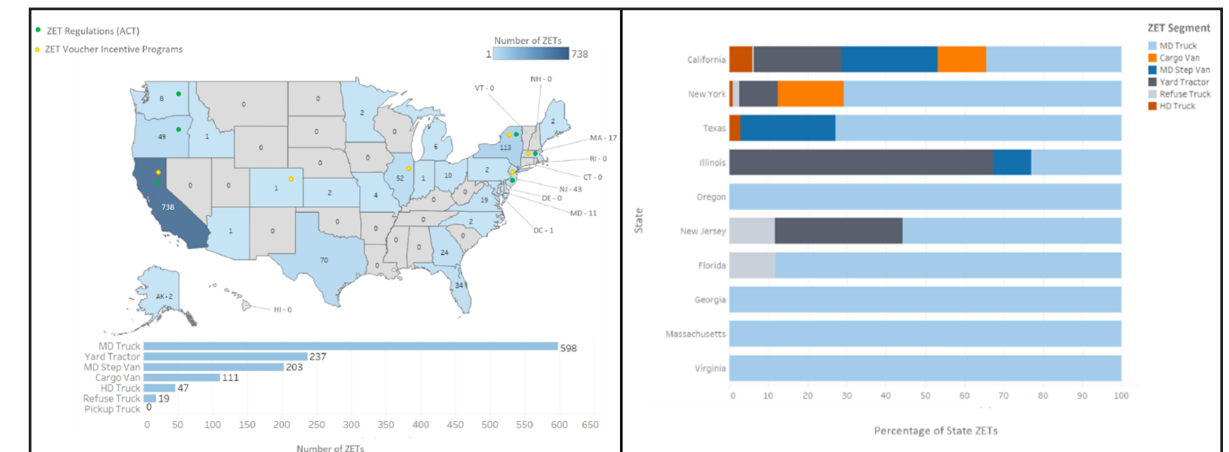 ZET Regulations (ACT)
ZET Voucher Incentive Programs
Number of ZETs
1 738
NH - 0
VT - 0
8
0
0
2
2
49
1
0
0
0
6
113
MA - 17
RI - 0
CT - 0
NJ - 43
DE - 0
MD - 11
DC - 1
738
0
0
0
1
0
2
0
4
52
1
10
2
0
19
1
0
0
0
0
2
0
70
0
0
0
24
34
AK - 2
HI - 0
MD Truck 598
Yard Tractor 237
MD Step Van 203
Cargo Van 111
HD Truck 47
Refuse Truck 19
Pickup Truck 0
0 50 100 150 200 250 300 350 400 450 500 550 600 650
Number of ZETs
ZET Segment
MD Truck
Cargo Van
MD Step Van
Yard Tractor
Refuse Truck
HD Truck
State
California
New York
Texas
Illinois
Oregon
New Jersey
Florida
Georgia
Massachusetts
Virginia
0 10 20 30 40 50 60 70 80 90 100
Percentage of State ZETs